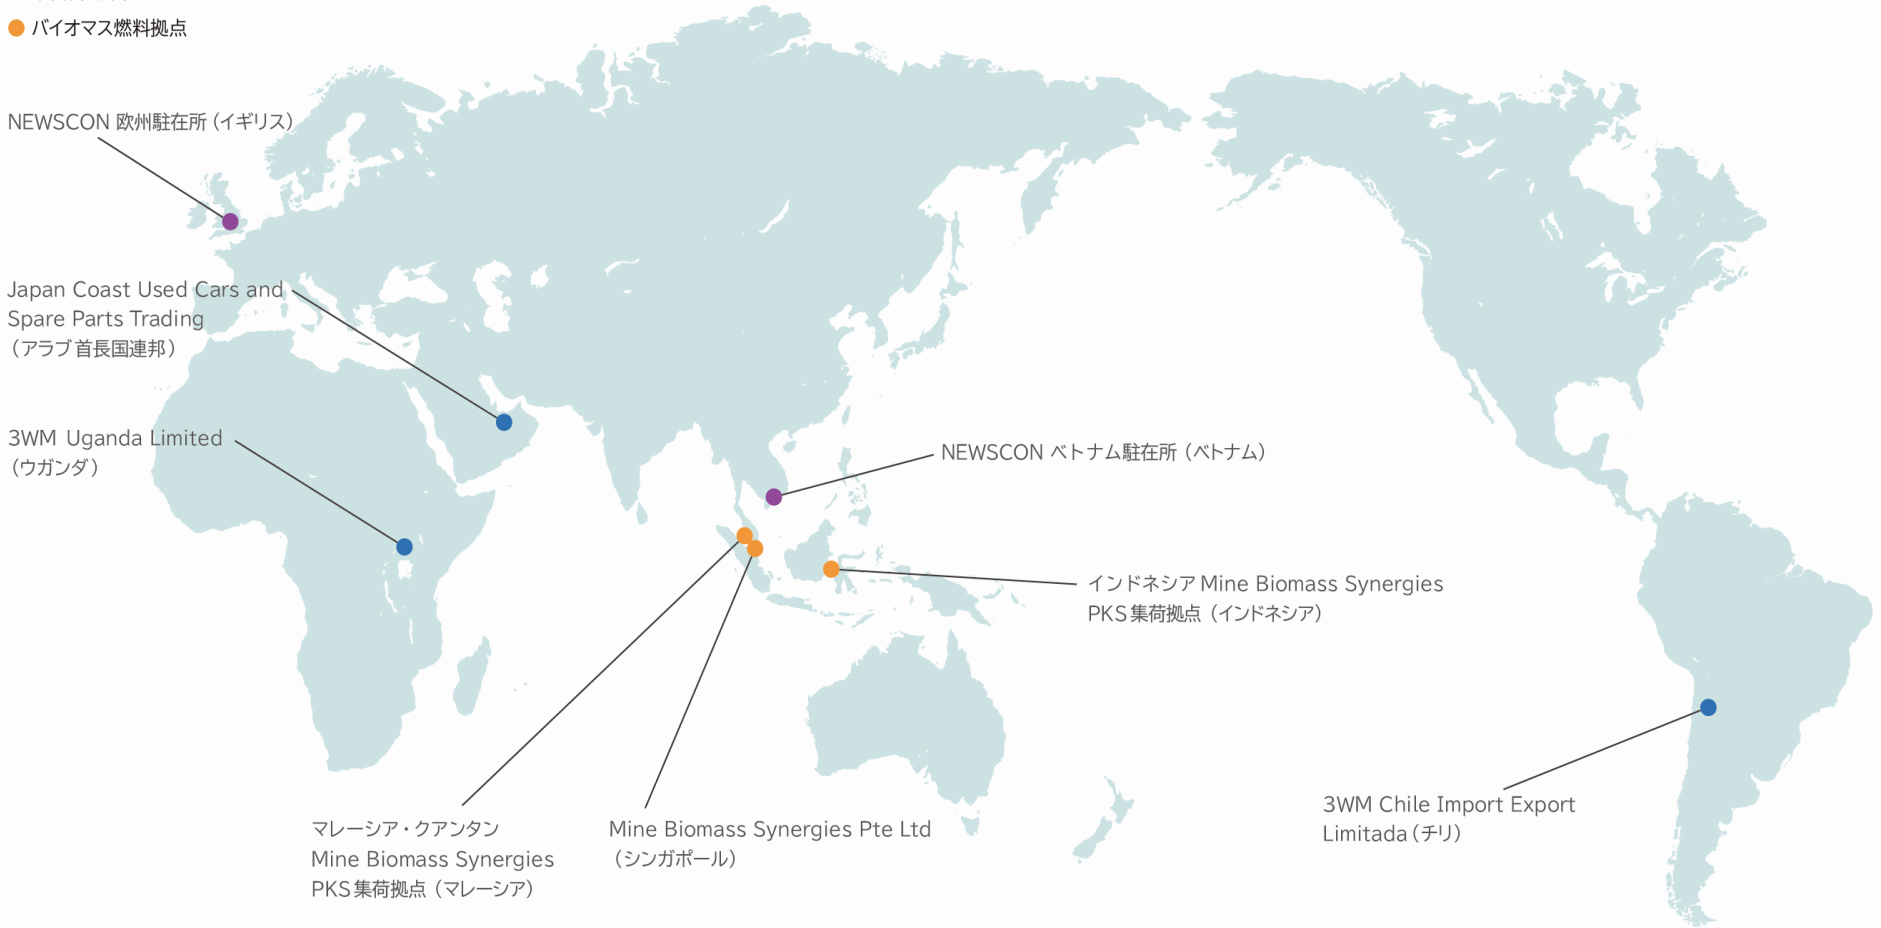 バイオマス燃料拠点
NEWSCON 欧州駐在所（イギリス）
Japan Coast Used Cars and
Spare Parts Trading
（アラブ首長国連邦）
3WM Uganda Limited
（ウガンダ）
NEWSCON ベトナム駐在所（ベトナム）
インドネシア Mine Biomass Synergies
PKS集荷拠点（インドネシア）
マレーシア・クアンタン
Mine Biomass Synergies
PKS集荷拠点（マレーシア）
Mine Biomass Synergies Pte Ltd
（シンガポール）
3WM Chile Import Export
Limitada（チリ）